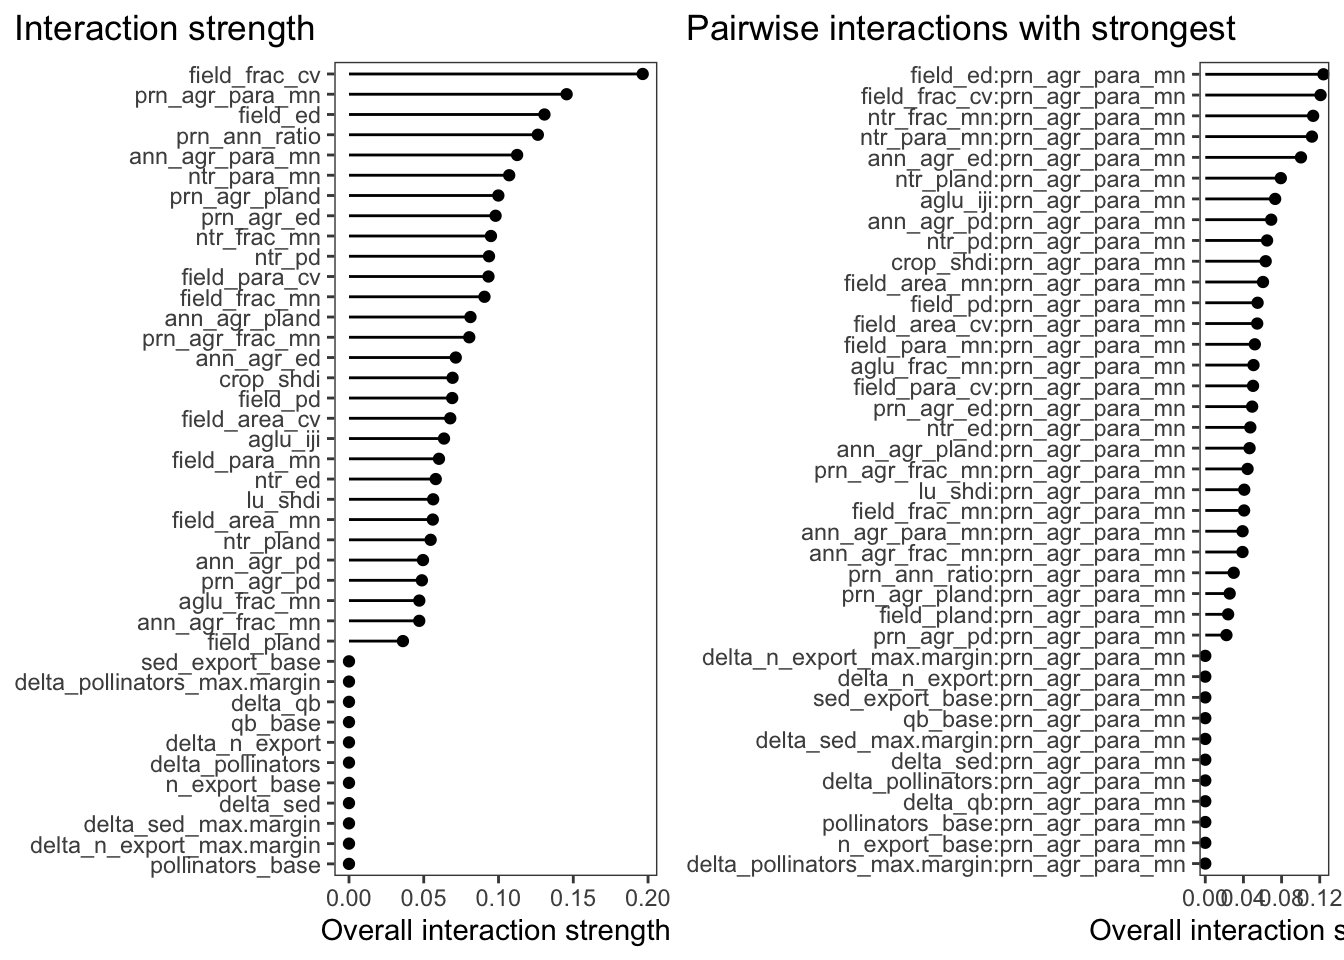 Interaction strength
field_frac_cv
prn_agr_para_mn
field_ed
prn_ann_ratio
ann_agr_para_mn
ntr_para_mn
prn_agr_pland
prn_agr_ed
ntr_frac_mn
ntr_pd
field_para_cv
field_frac_mn
ann_agr_pland
prn_agr_frac_mn
ann_agr_ed
crop_shdi
field_pd
field_area_cv
aglu_iji
field_para_mn
ntr_ed
lu_shdi
field_area_mn
ntr_pland
ann_agr_pd
prn_agr_pd
aglu_frac_mn
ann_agr_frac_mn
field_pland
sed_export_base
delta_pollinators_max.margin
delta_qb
qb_base
delta_n_export
delta_pollinators
n_export_base
delta_sed
delta_sed_max.margin
delta_n_export_max.margin
pollinators_base
0.00 0.05 0.10 0.15 0.20
Overall interaction strength
Pairwise interactions with strongest
field_ed:prn_agr_para_mn
field_frac_cv:prn_agr_para_mn
ntr_frac_mn:prn_agr_para_mn
ntr_para_mn:prn_agr_para_mn
ann_agr_ed:prn_agr_para_mn
ntr_pland:prn_agr_para_mn
aglu_iji:prn_agr_para_mn
ann_agr_pd:prn_agr_para_mn
ntr_pd:prn_agr_para_mn
crop_shdi:prn_agr_para_mn
field_area_mn:prn_agr_para_mn
field_pd:prn_agr_para_mn
field_area_cv:prn_agr_para_mn
field_para_mn:prn_agr_para_mn
aglu_frac_mn:prn_agr_para_mn
field_para_cv:prn_agr_para_mn
prn_agr_ed:prn_agr_para_mn
ntr_ed:prn_agr_para_mn
ann_agr_pland:prn_agr_para_mn
prn_agr_frac_mn:prn_agr_para_mn
lu_shdi:prn_agr_para_mn
field_frac_mn:prn_agr_para_mn
ann_agr_para_mn:prn_agr_para_mn
ann_agr_frac_mn:prn_agr_para_mn
prn_ann_ratio:prn_agr_para_mn
prn_agr_pland:prn_agr_para_mn
field_pland:prn_agr_para_mn
prn_agr_pd:prn_agr_para_mn
delta_n_export_max.margin:prn_agr_para_mn
delta_n_export:prn_agr_para_mn
sed_export_base:prn_agr_para_mn
qb_base:prn_agr_para_mn
delta_sed_max.margin:prn_agr_para_mn
delta_sed:prn_agr_para_mn
delta_pollinators:prn_agr_para_mn
delta_qb:prn_agr_para_mn
pollinators_base:prn_agr_para_mn
n_export_base:prn_agr_para_mn
delta_pollinators_max.margin:prn_agr_para_mn
0.00 0.04 0.08 0.12
Overall interaction s